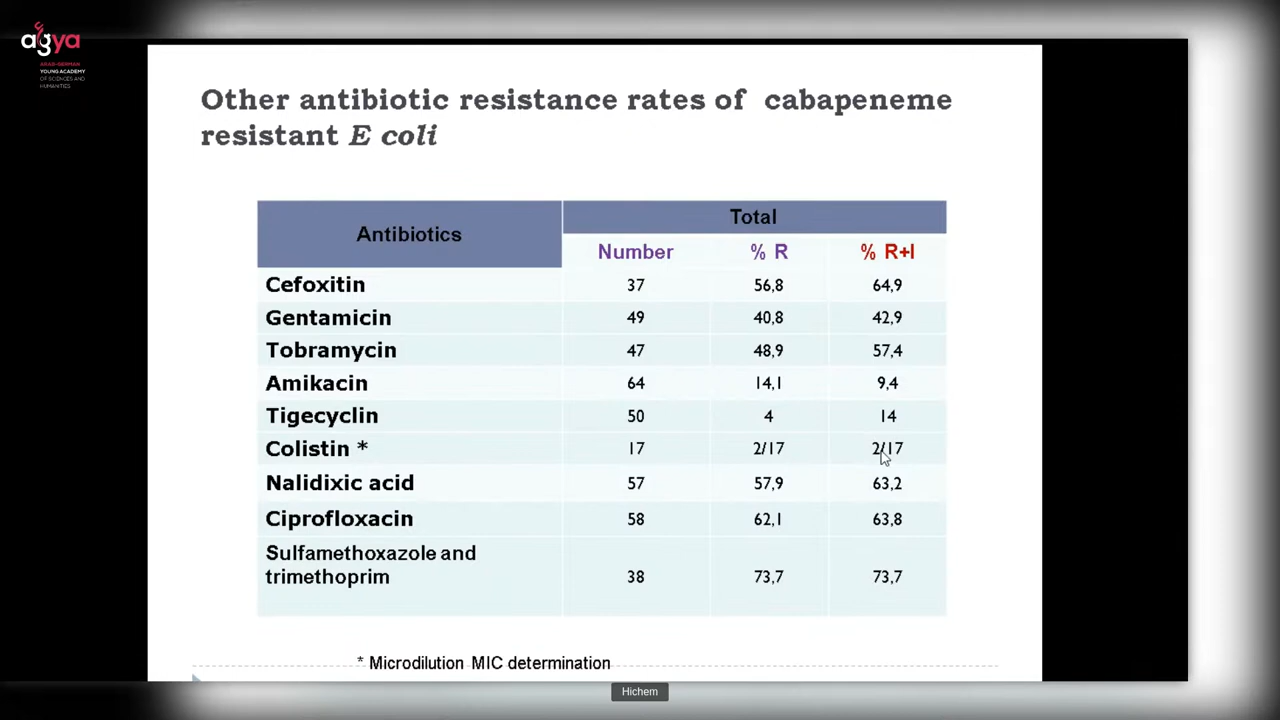 agya
ARAB-GERMAN
YOUNG ACADEMY
OF SCIENCES AND
HUMANITIES
Other antibiotic resistance rates of cabapeneme
resistant E coli
Antibiotics Total
Number % R % R+I
Cefoxitin 37 56,8 64,9
Gentamicin 49 40,8 42,9
Tobramycin 47 48,9 57,4
Amikacin 64 14,1 9,4
Tigecyclin 50 4 14
Colistin * 17 2/17 2/17
Nalidixic acid 57 57,9 63,2
Ciprofloxacin 58 62,1 63,8
Sulfamethoxazole and
trimethoprim 38 73,7 73,7
* Microdilution MIC determination
Hichem